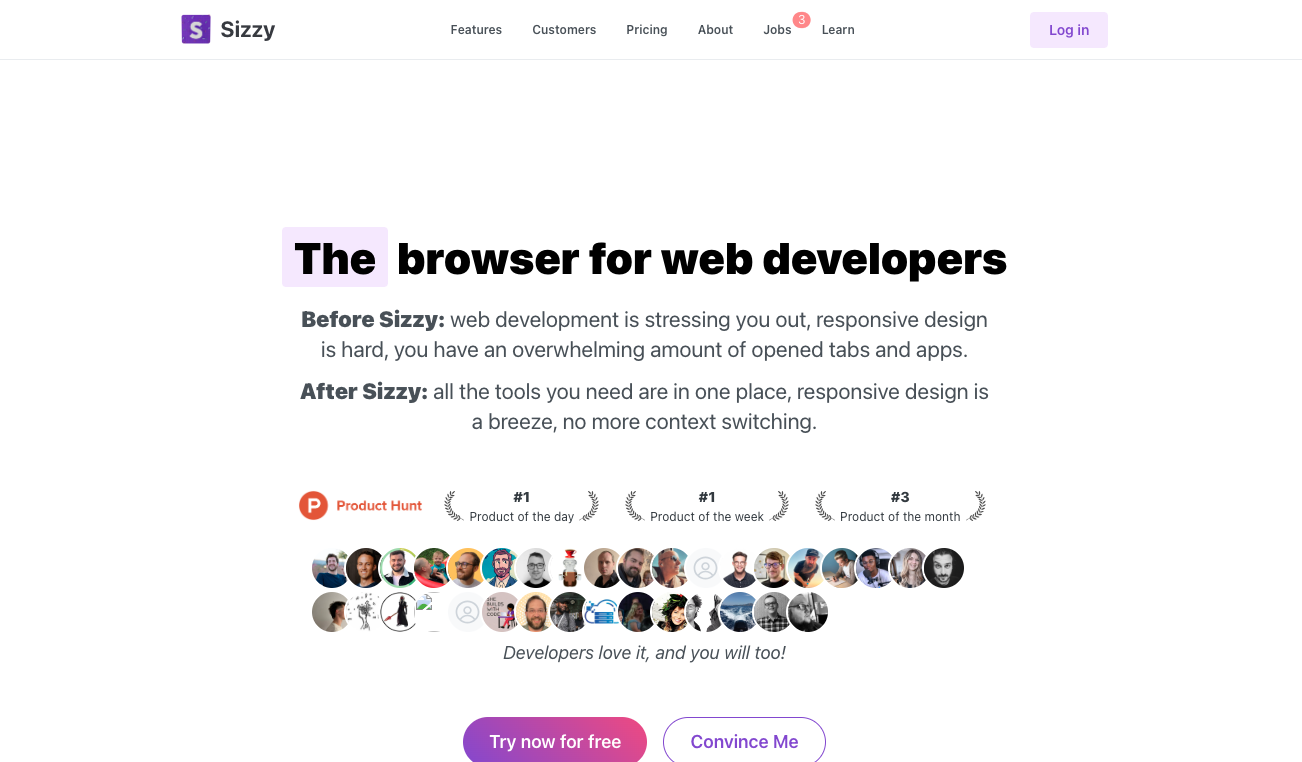 S Sizzy
Features Customers Pricing About Jobs 3 Learn
Log in
The browser for web developers
Before Sizzy: web development is stressing you out, responsive design
is hard, you have an overwhelming amount of opened tabs and apps.
After Sizzy: all the tools you need are in one place, responsive design is
a breeze, no more context switching.
P Product Hunt
#1
Product of the day
#1
Product of the week
#3
Product of the month
BUILDS
WITH
CODE
Developers love it, and you will too!
Try now for free
Convince Me